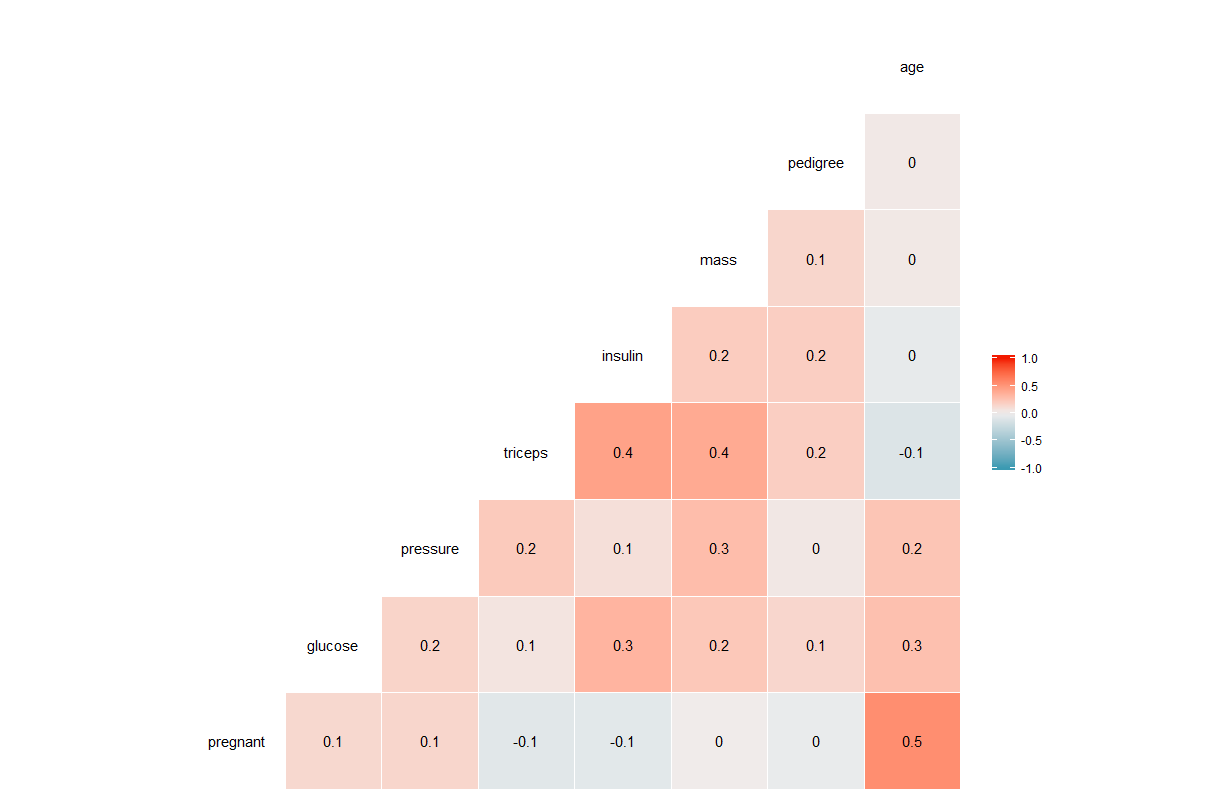 age
pedigree 0
mass 0.1 0
insulin 0.2 0.2 0
triceps 0.4 0.4 0.2 -0.1
pressure 0.2 0.1 0.3 0 0.2
glucose 0.2 0.1 0.3 0.2 0.1 0.3
pregnant 0.1 0.1 -0.1 -0.1 0 0 0.5
1.0
0.5
0.0
-0.5
-1.0